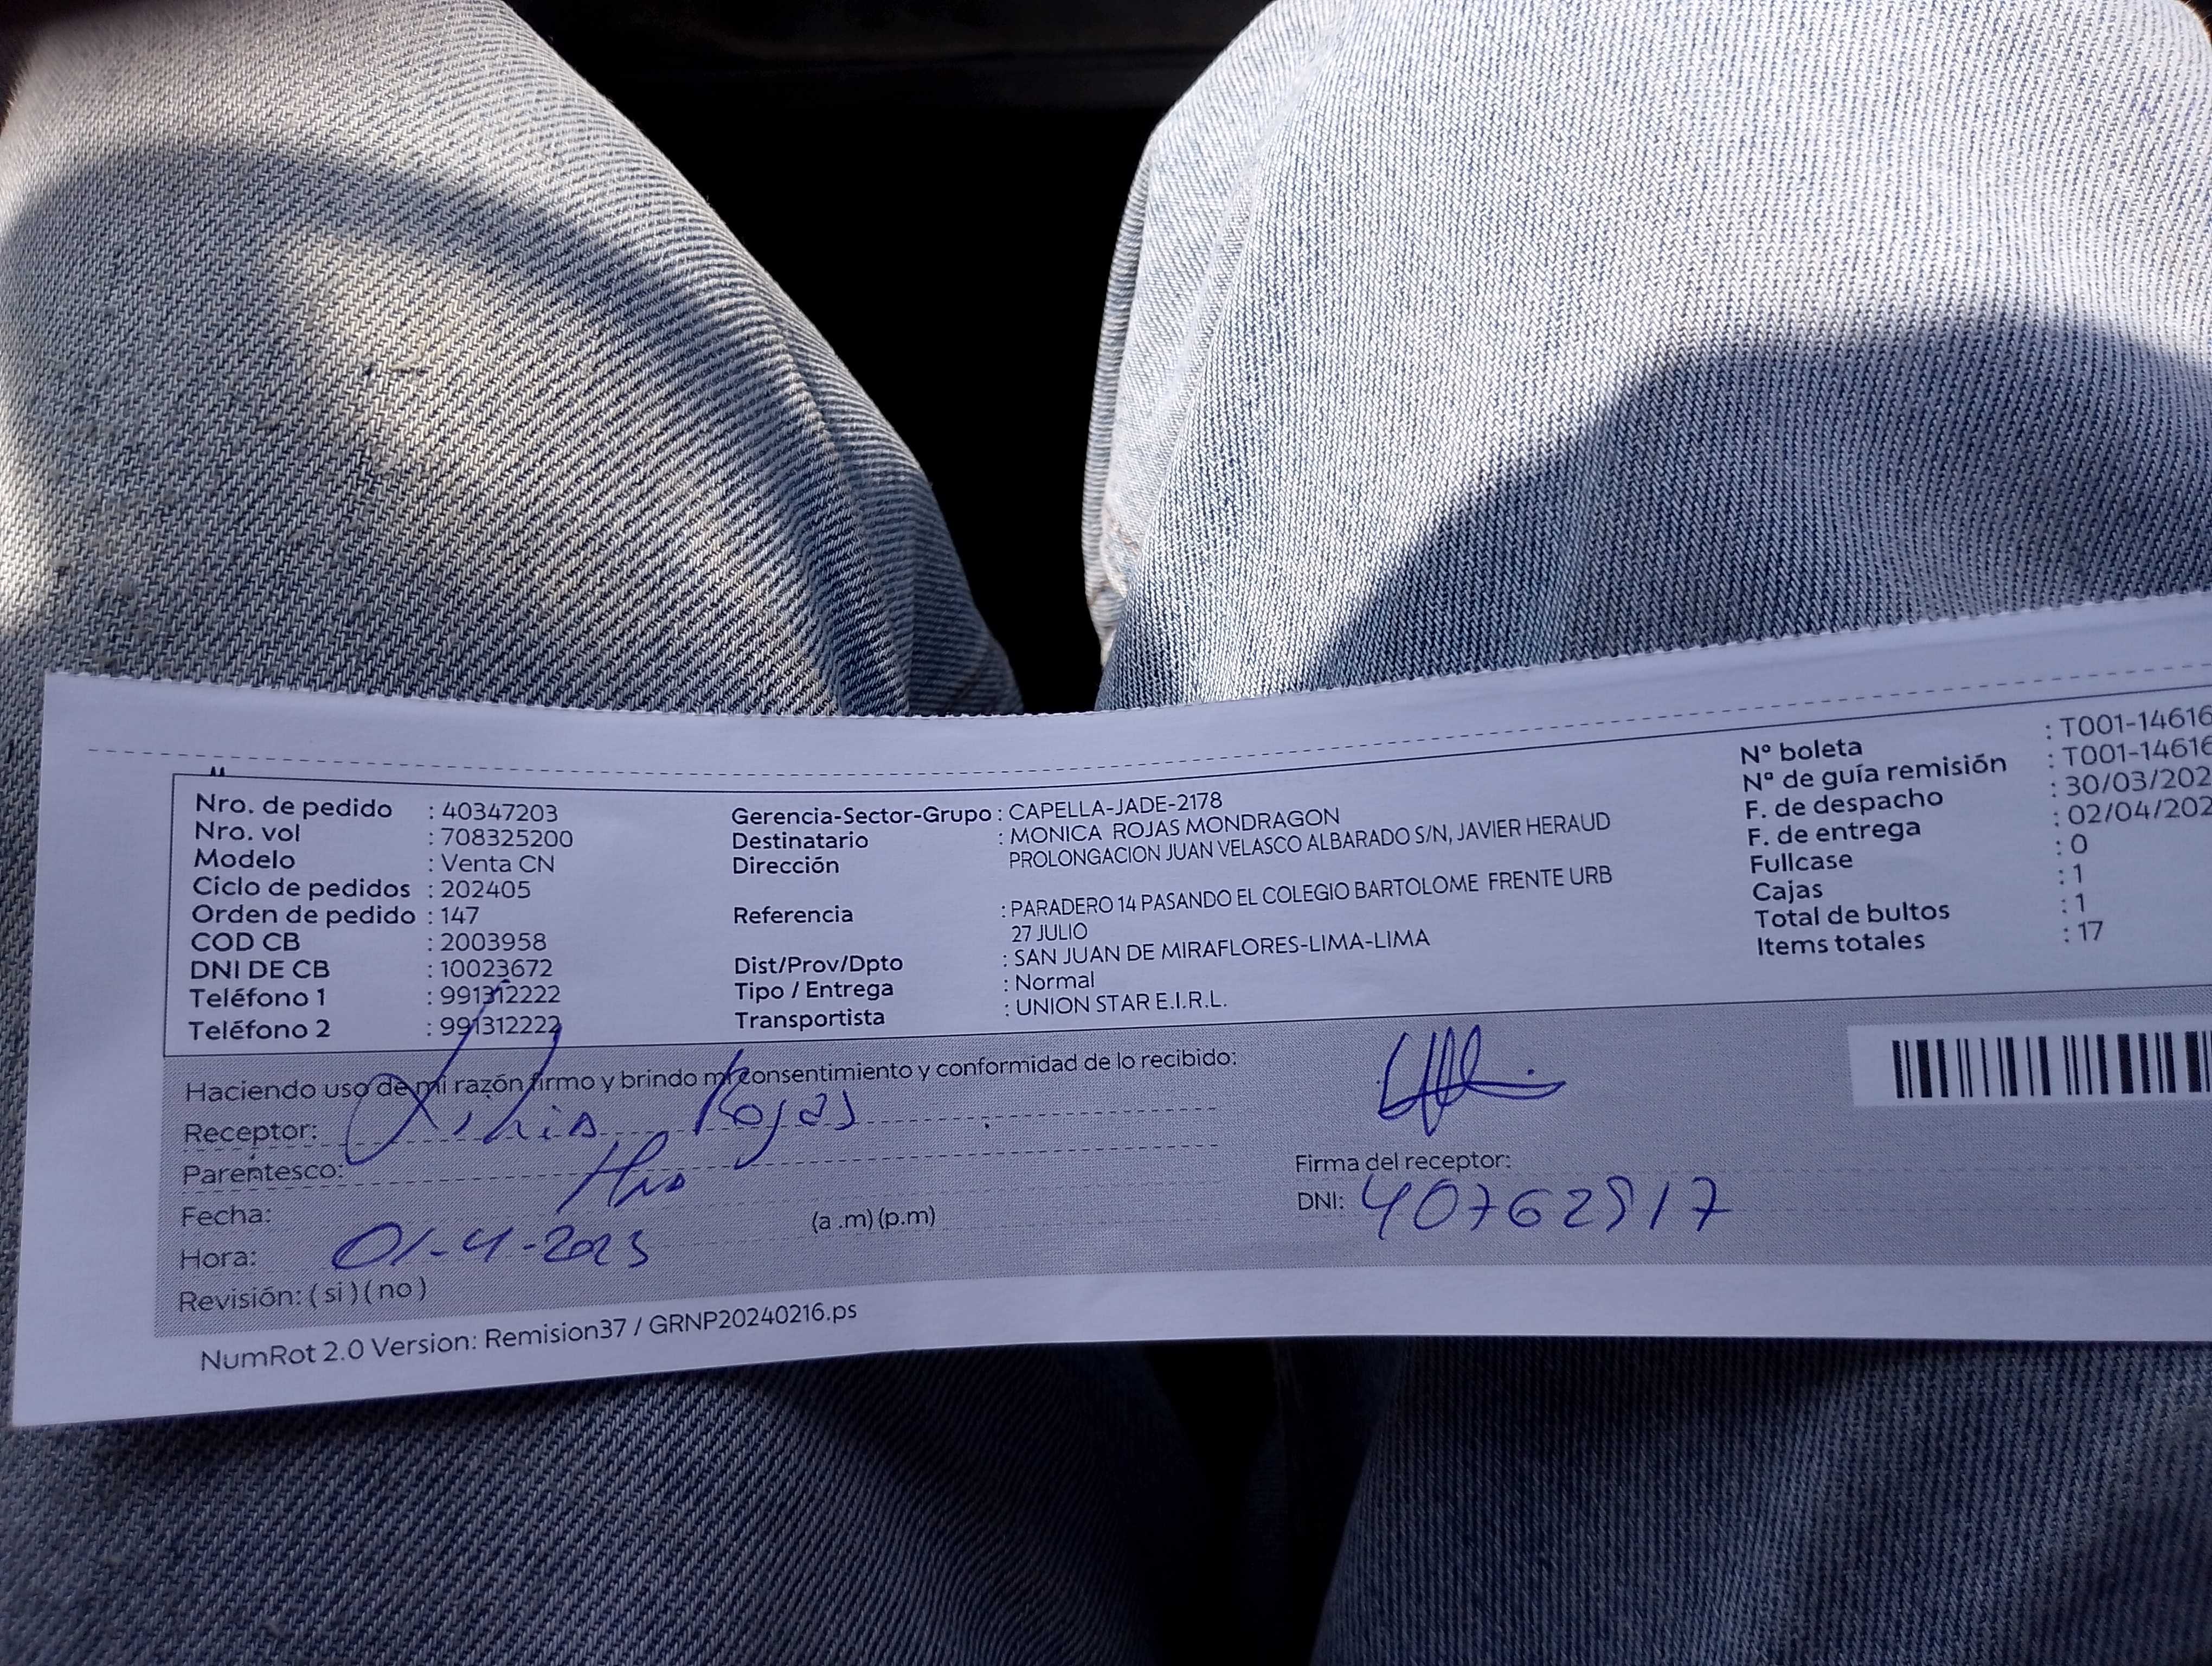 Nro. de pedido : 40347203
Nro. vol : 708325200
Modelo : Venta CN
Ciclo de pedidos : 202405
Orden de pedido : 147
COD CB : 2003958
DNI DE CB : 10023672
Teléfono 1 : 991312222
Teléfono 2 : 991312222
Gerencia-Sector-Grupo : CAPELLA-JADE-2178
Destinatario : MONICA ROJAS MONDRAGON
Dirección PROLONGACION JUAN VELASCO ALBARADO S/N, JAVIER HERAUD
Referencia : PARADERO 14 PASANDO EL COLEGIO BARTOLOME FRENTE URB
27 JULIO
Dist/Prov/Dpto : SAN JUAN DE MIRAFLORES-LIMA-LIMA
Tipo / Entrega : Normal
Transportista : UNION STAR E.I.R.L.
Nº boleta : T001-14616
Nº de guía remisión : T001-14616
F. de despacho : 30/03/202
F. de entrega : 02/04/202
Fullcase : 0
Cajas : 1
Total de bultos : 1
Items totales : 17
Haciendo uso de mi razón firmo y brindo mi consentimiento y conformidad de lo recibido:
Receptor: Rojas
Parentesco:
Fecha:
Hora: 01-4-2023 (a .m) (p.m)
Revisión: ( si ) ( no )
Firma del receptor:
DNI: 40762917
NumRot 2.0 Version: Remision37 / GRNP20240216.ps